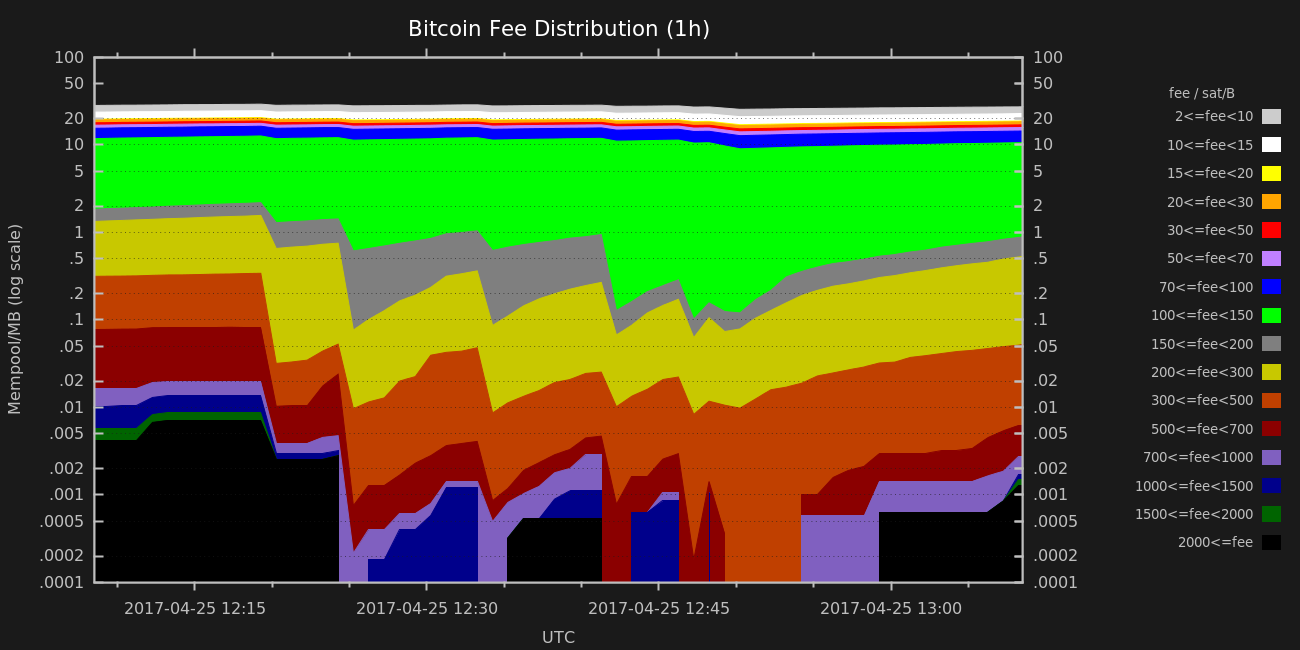 Bitcoin Fee Distribution (1h)
Mempool/MB (log scale)
100
50
20
10
5
2
1
.5
.2
.1
.05
.02
.01
.005
.002
.001
.0005
.0002
.0001
100
50
20
10
5
2
1
.5
.2
.1
.05
.02
.01
.005
.002
.001
.0005
.0002
.0001
fee / sat/B
2<=fee<10
10<=fee<15
15<=fee<20
20<=fee<30
30<=fee<50
50<=fee<70
70<=fee<100
100<=fee<150
150<=fee<200
200<=fee<300
300<=fee<500
500<=fee<700
700<=fee<1000
1000<=fee<1500
1500<=fee<2000
2000<=fee
2017-04-25 12:15 2017-04-25 12:30 2017-04-25 12:45 2017-04-25 13:00
UTC